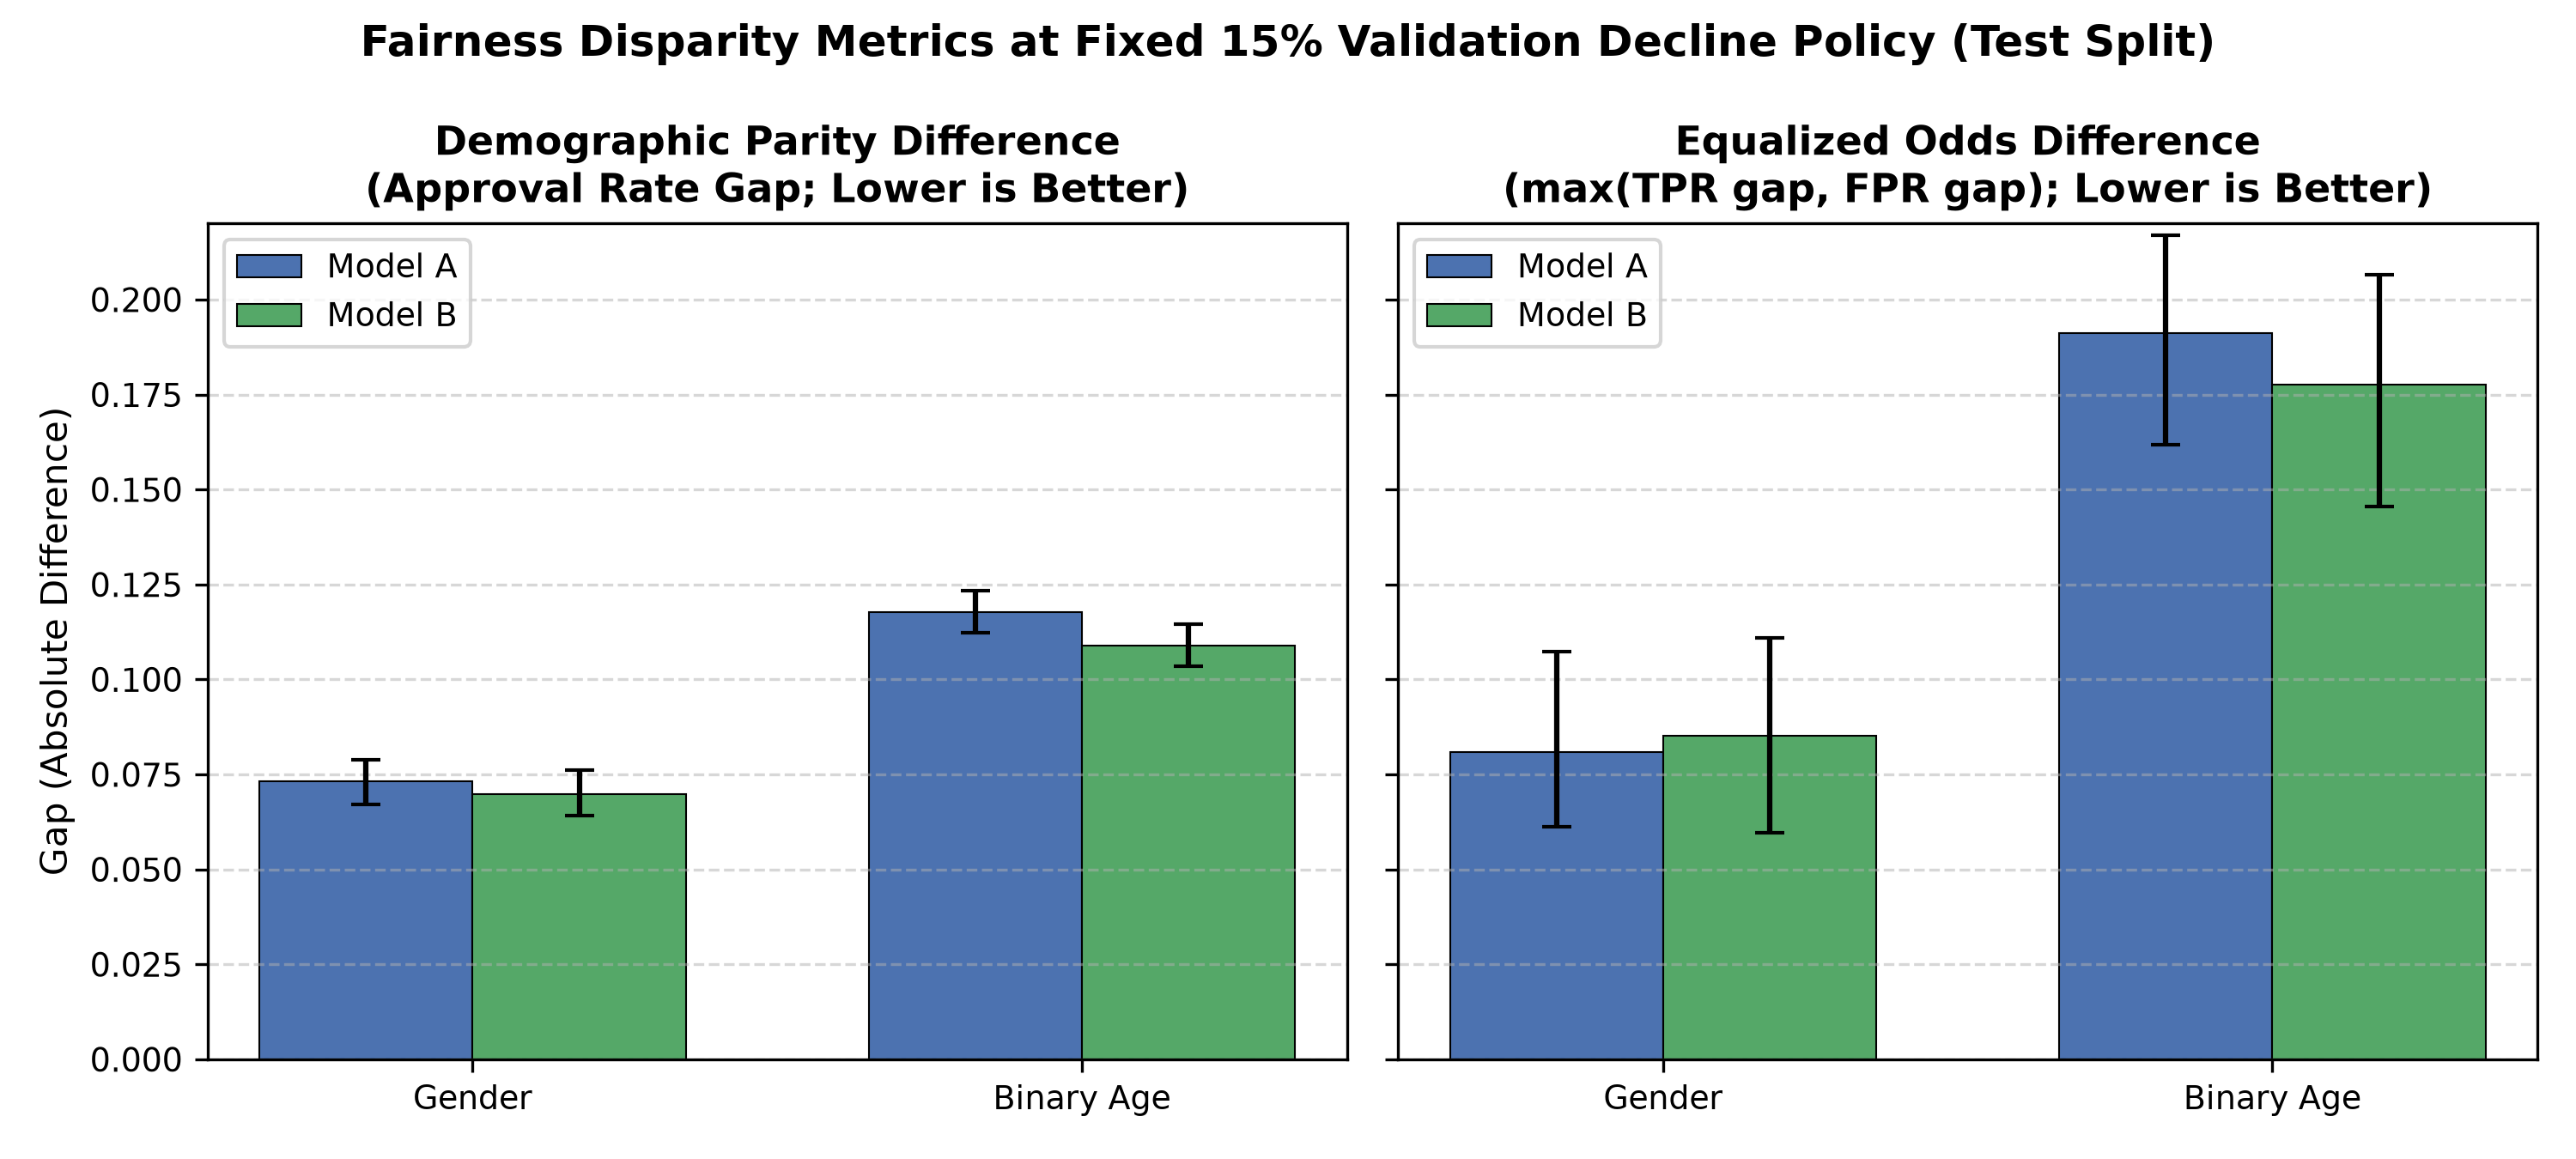 Fairness Disparity Metrics at Fixed 15% Validation Decline Policy (Test Split)
Demographic Parity Difference
(Approval Rate Gap; Lower is Better)
Model A
Model B
Gap (Absolute Difference)
0.200
0.175
0.150
0.125
0.100
0.075
0.050
0.025
0.000
Gender
Binary Age
Equalized Odds Difference
(max(TPR gap, FPR gap); Lower is Better)
Model A
Model B
Gender
Binary Age